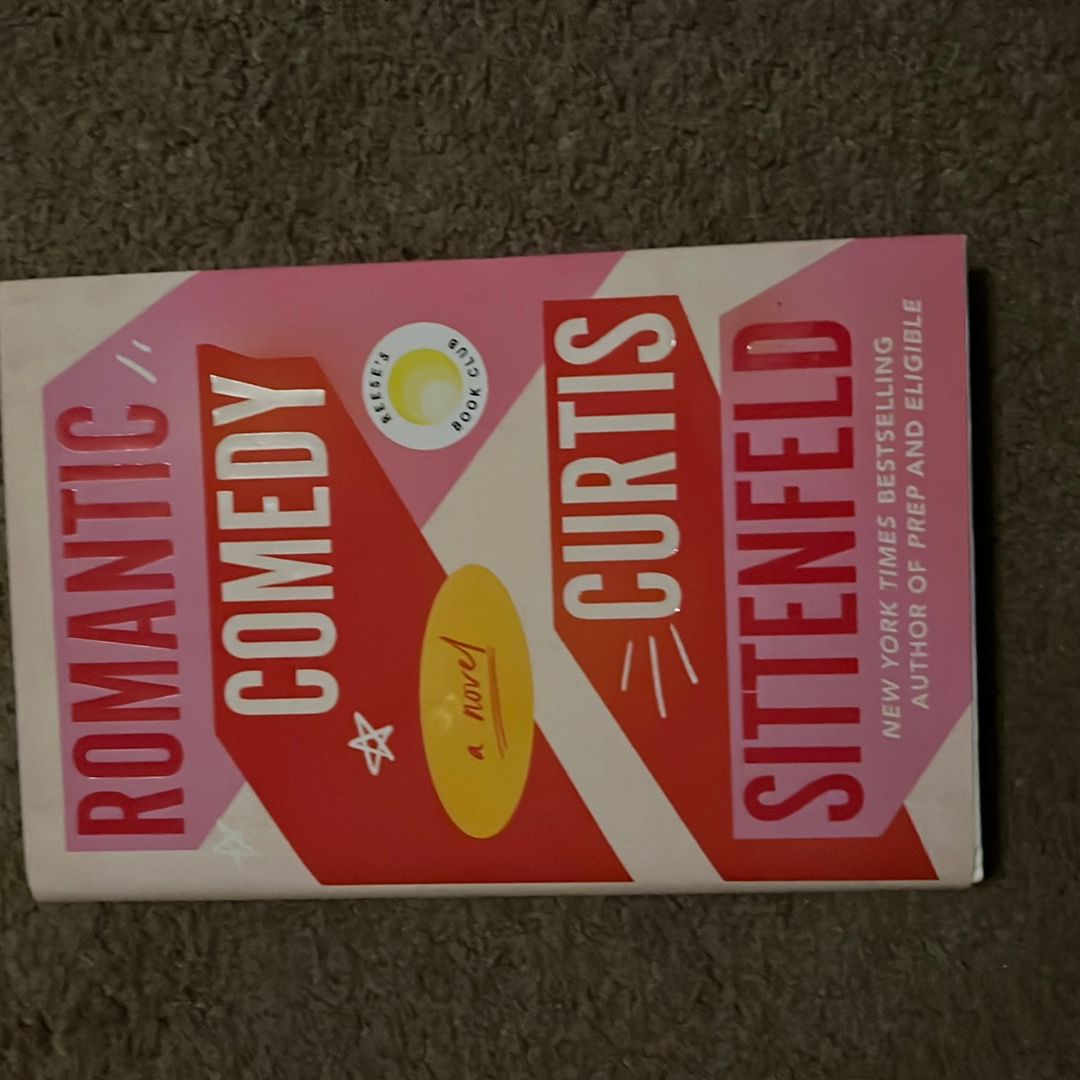 ROMANTIC
COMEDY
REESE'S
BOOK CLUB
a novel
CURTIS
SITTENFELD
NEW YORK TIMES BESTSELLING
AUTHOR OF PREP AND ELIGIBLE